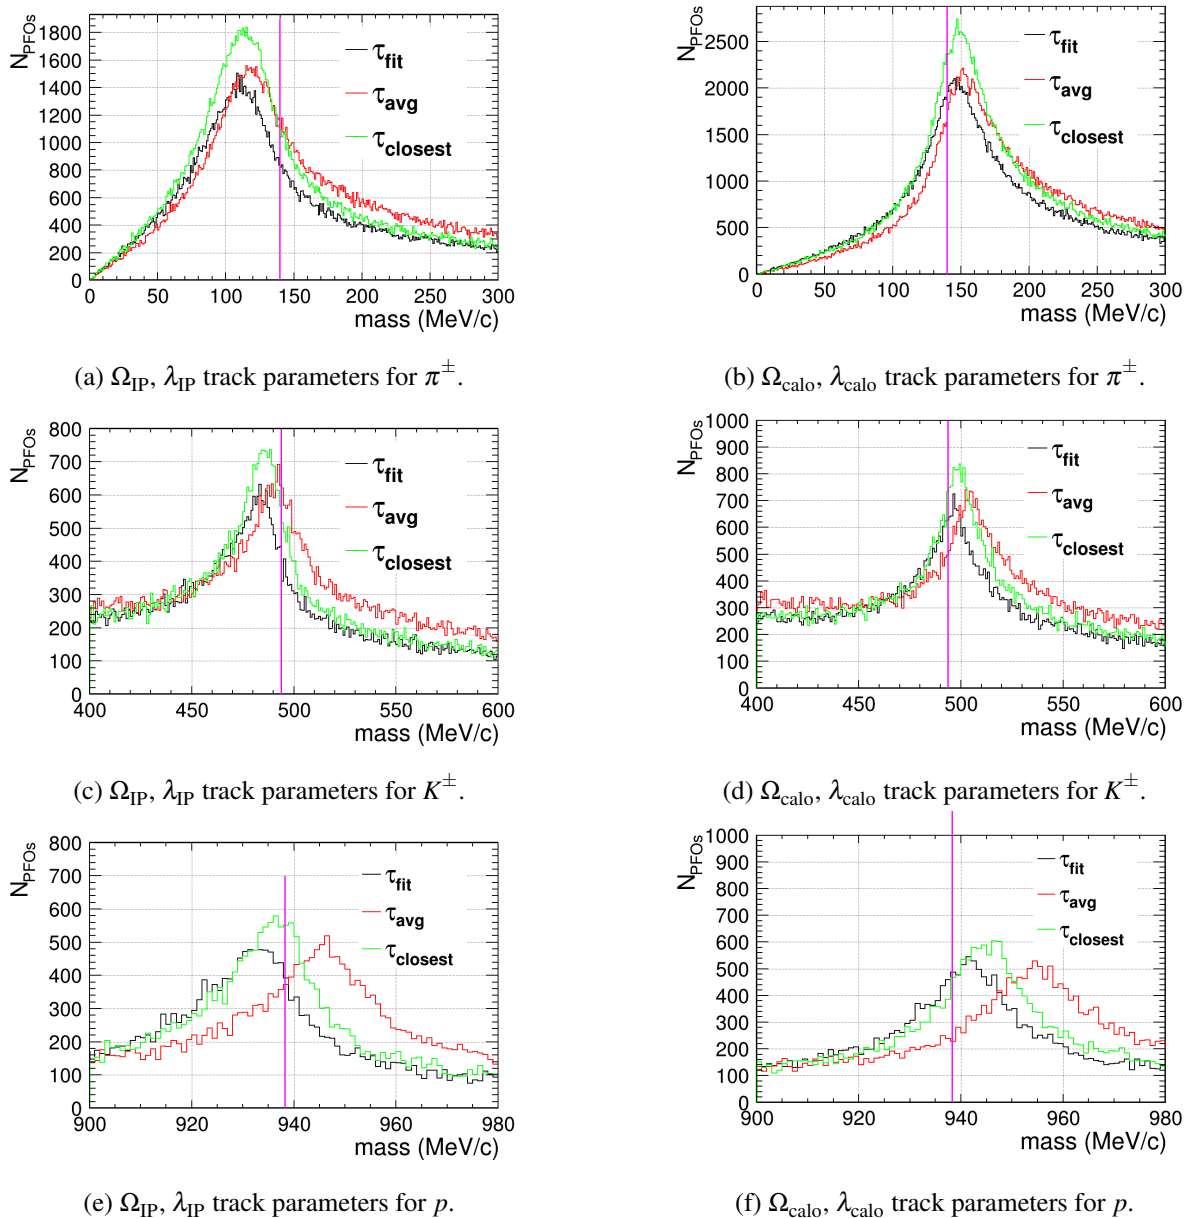 N_PFOs
1800
1600
1400
1200
1000
800
600
400
200
0
0 50 100 150 200 250 300
mass (MeV/c)
τ_fit
τ_avg
τ_closest
(a) Ω_IP, λ_IP track parameters for π^±.
N_PFOs
2500
2000
1500
1000
500
0
0 50 100 150 200 250 300
mass (MeV/c)
τ_fit
τ_avg
τ_closest
(b) Ω_calo, λ_calo track parameters for π^±.
N_PFOs
800
700
600
500
400
300
200
100
0
400 450 500 550 600
mass (MeV/c)
τ_fit
τ_avg
τ_closest
(c) Ω_IP, λ_IP track parameters for K^±.
N_PFOs
1000
900
800
700
600
500
400
300
200
100
0
400 450 500 550 600
mass (MeV/c)
τ_fit
τ_avg
τ_closest
(d) Ω_calo, λ_calo track parameters for K^±.
N_PFOs
800
700
600
500
400
300
200
100
0
900 920 940 960 980
mass (MeV/c)
τ_fit
τ_avg
τ_closest
(e) Ω_IP, λ_IP track parameters for p.
N_PFOs
1000
900
800
700
600
500
400
300
200
100
0
900 920 940 960 980
mass (MeV/c)
τ_fit
τ_avg
τ_closest
(f) Ω_calo, λ_calo track parameters for p.